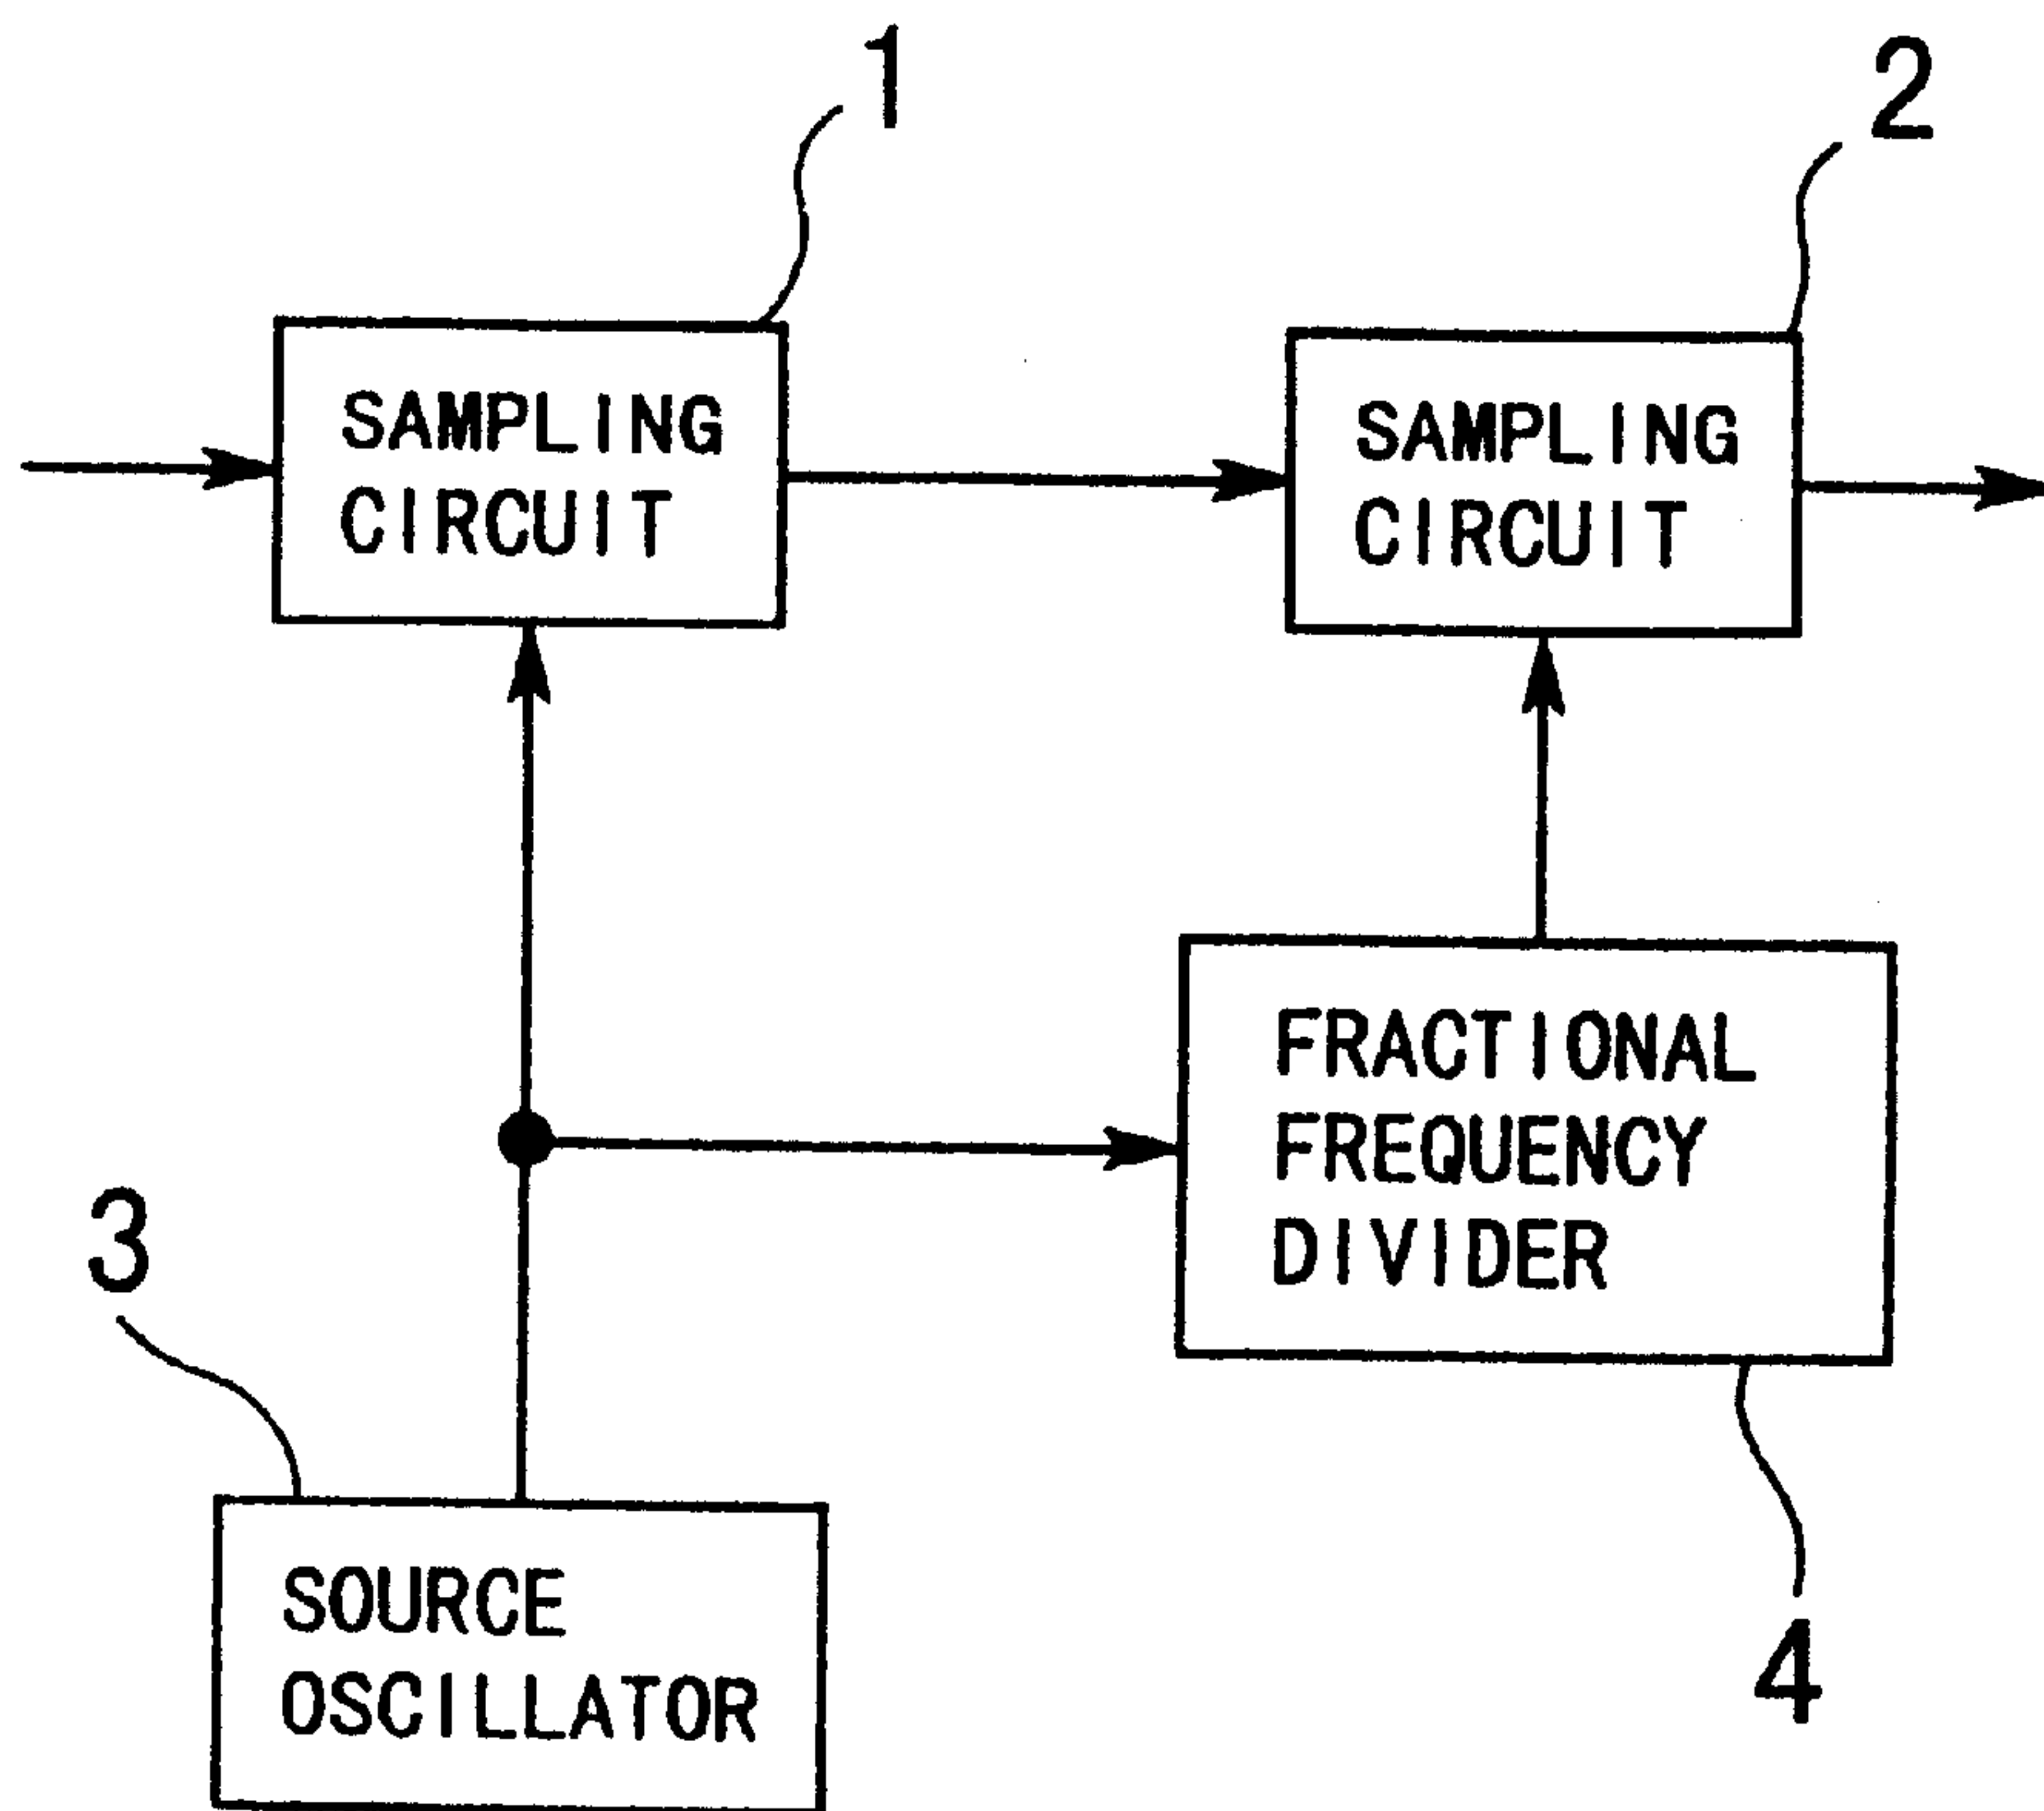 1
2
SAMPLING
CIRCUIT
SAMPLING
CIRCUIT
FRACTIONAL
FREQUENCY
DIVIDER
3
SOURCE
OSCILLATOR
4